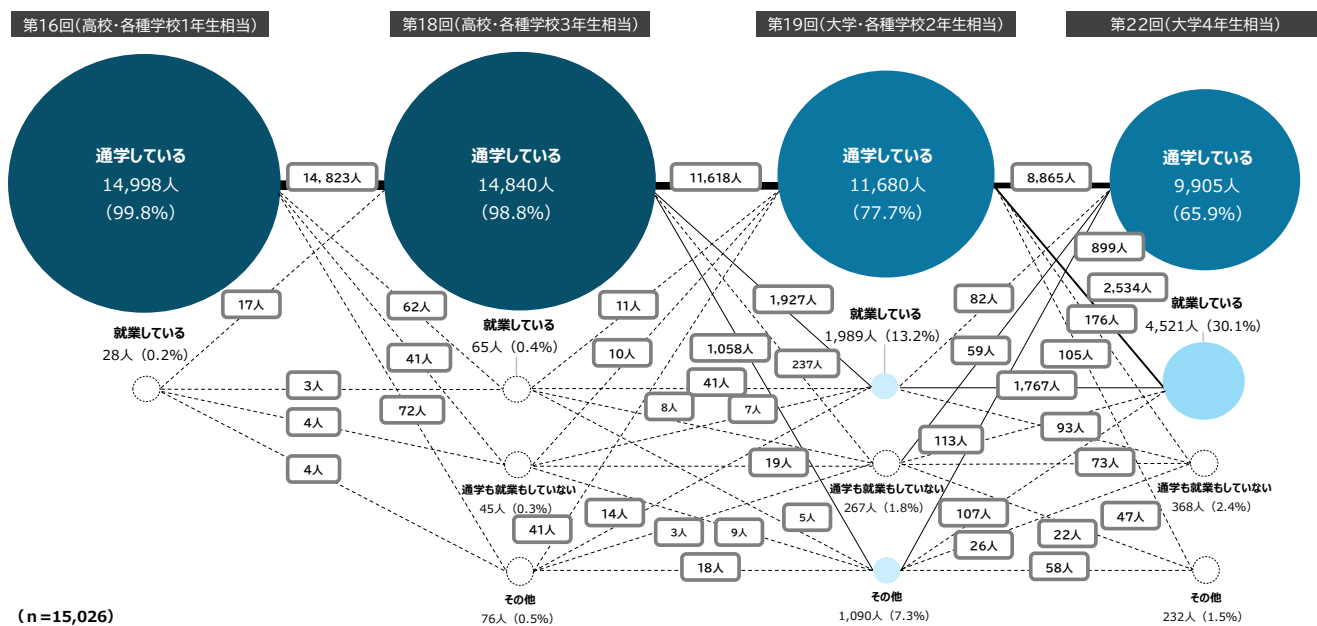 第16回(高校・各種学校1年生相当)
第18回(高校・各種学校3年生相当)
第19回(大学・各種学校2年生相当)
第22回(大学4年生相当)
通学している
14,998人
(99.8%)
14,823人
通学している
14,840人
(98.8%)
11,618人
通学している
11,680人
(77.7%)
8,865人
通学している
9,905人
(65.9%)
899人
2,534人
17人
62人
11人
1,927人
82人
176人
就業している
28人(0.2%)
就業している
65人(0.4%)
就業している
1,989人(13.2%)
就業している
4,521人(30.1%)
41人
10人
1,058人
237人
59人
105人
3人
72人
41人
8人
7人
1,767人
4人
113人
93人
4人
19人
73人
通学も就業もしていない
45人(0.3%)
通学も就業もしていない
267人(1.8%)
通学も就業もしていない
368人(2.4%)
41人
14人
3人
9人
5人
107人
26人
22人
47人
18人
58人
その他
76人(0.5%)
その他
1,090人(7.3%)
その他
232人(1.5%)
(n=15,026)